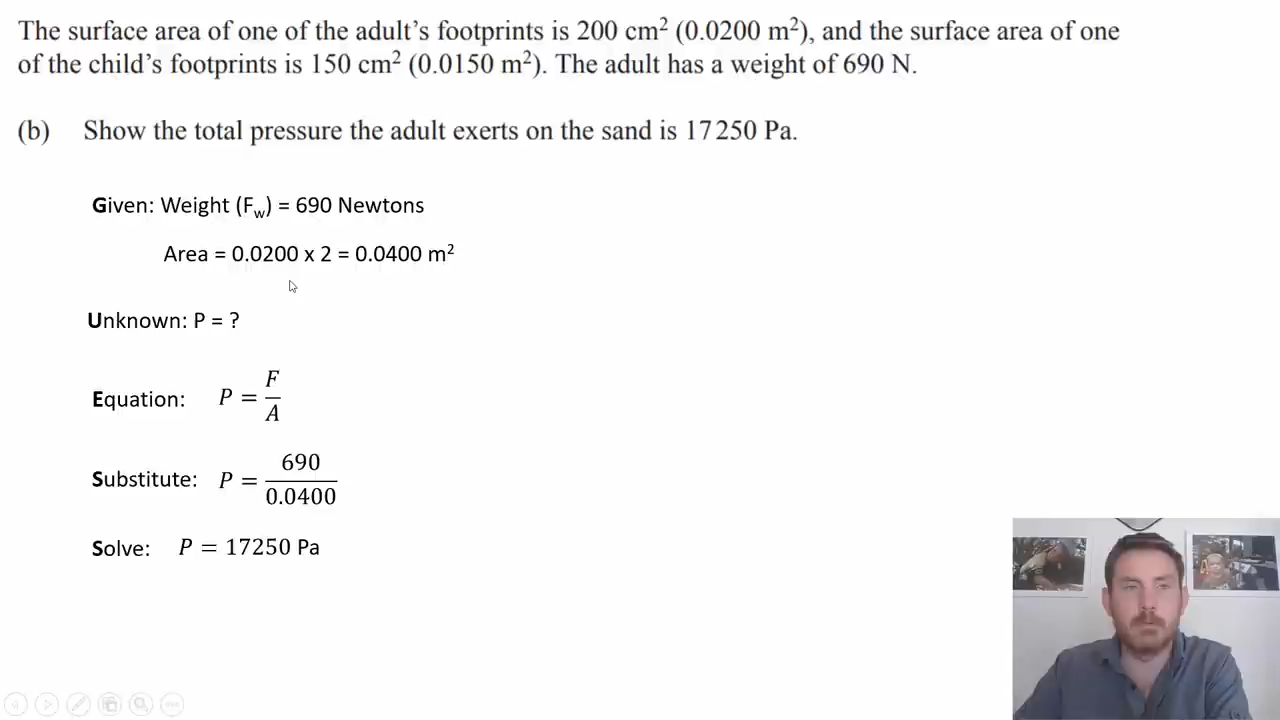 The surface area of one of the adult’s footprints is 200 cm² (0.0200 m²), and the surface area of one
of the child’s footprints is 150 cm² (0.0150 m²). The adult has a weight of 690 N.
(b) Show the total pressure the adult exerts on the sand is 17 250 Pa.
Given: Weight (F_w) = 690 Newtons
Area = 0.0200 x 2 = 0.0400 m²
Unknown: P = ?
Equation: P = F/A
Substitute: P = 690/0.0400
Solve: P = 17250 Pa